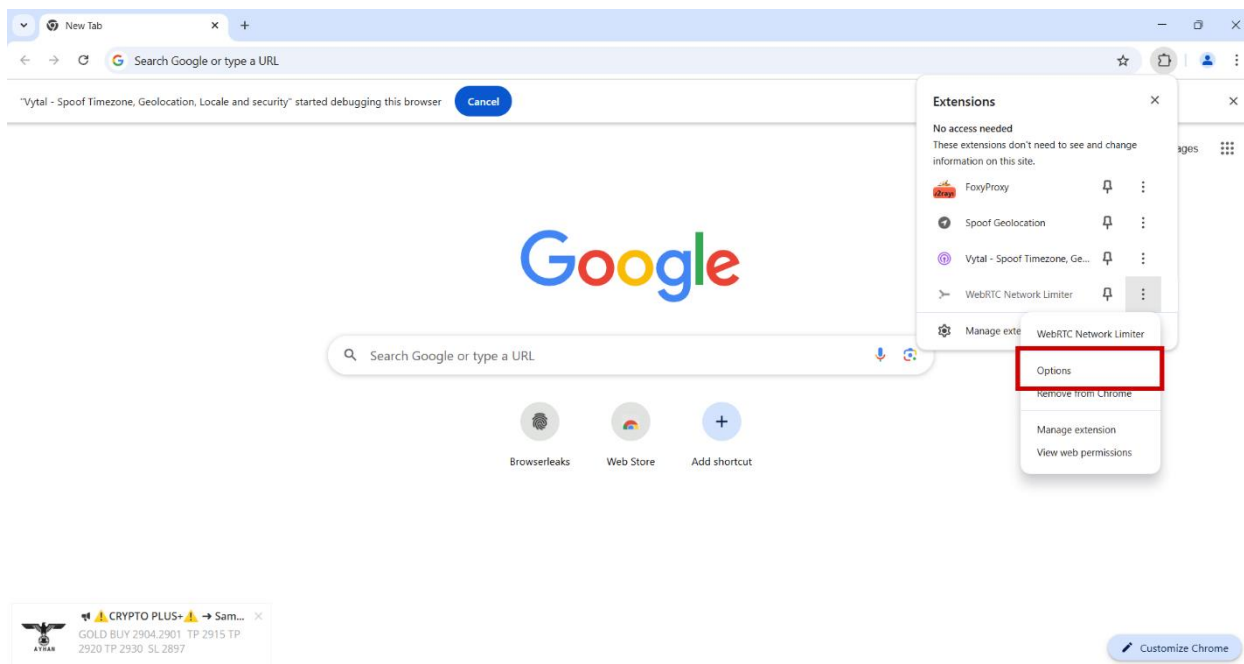 New Tab
Search Google or type a URL
"Vytal - Spoof Timezone, Geolocation, Locale and security" started debugging this browser
Cancel
Extensions
No access needed
These extensions don't need to see and change
information on this site.
FoxyProxy
Spoof Geolocation
Vytal - Spoof Timezone, Ge...
WebRTC Network Limiter
Manage exte
WebRTC Network Limiter
Options
Remove from Chrome
Manage extension
View web permissions
ages
Google
Search Google or type a URL
Browserleaks
Web Store
Add shortcut
CRYPTO PLUS+⚠️ → Sam...
GOLD BUY 2904.2901 TP 2915 TP
2920 TP 2930 SL 2897
AYHAN
Customize Chrome